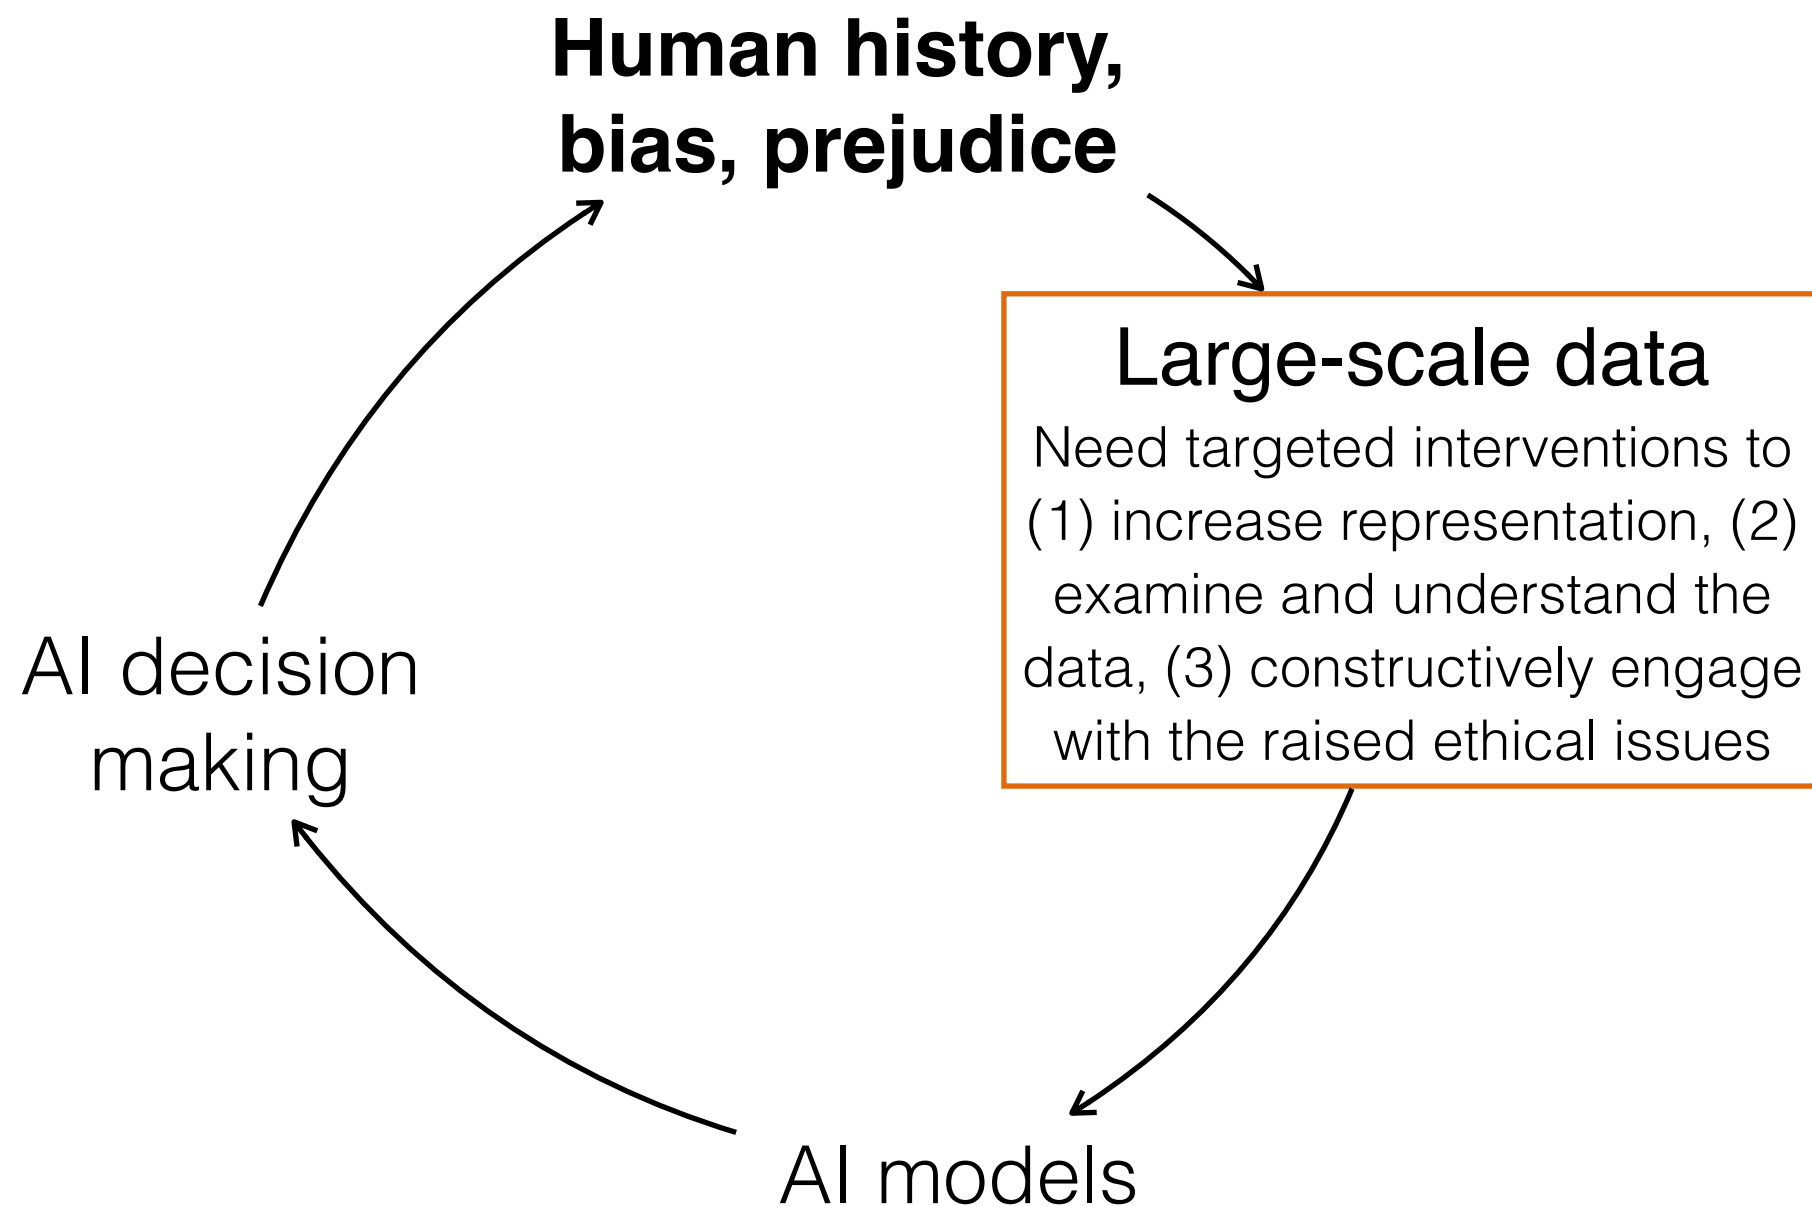 Human history,
bias, prejudice
Large-scale data
Need targeted interventions to
(1) increase representation, (2)
examine and understand the
data, (3) constructively engage
with the raised ethical issues
AI decision
making
AI models